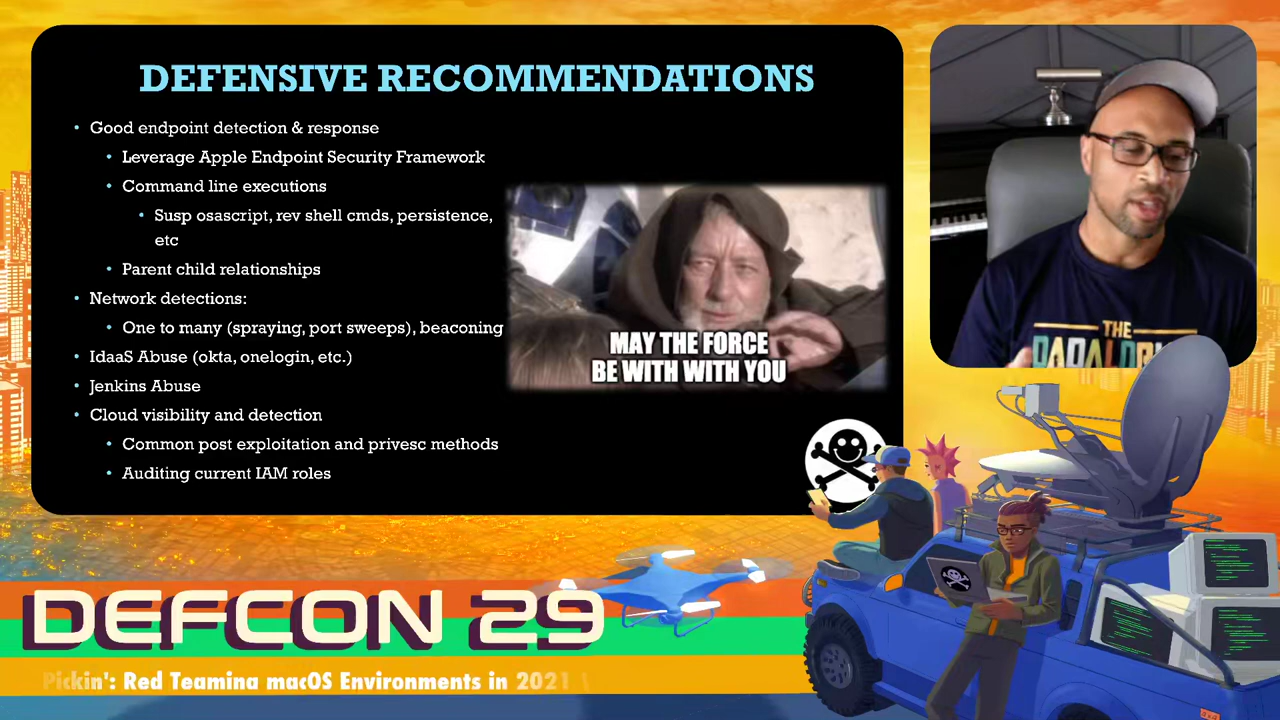 DEFENSIVE RECOMMENDATIONS
• Good endpoint detection & response
• Leverage Apple Endpoint Security Framework
• Command line executions
• Susp osascript, rev shell cmds, persistence,
etc
• Parent child relationships
• Network detections:
• One to many (spraying, port sweeps), beaconing
• IdaaS Abuse (okta, onelogin, etc.)
• Jenkins Abuse
• Cloud visibility and detection
• Common post exploitation and privesc methods
• Auditing current IAM roles
MAY THE FORCE
BE WITH WITH YOU
THE
DEFCON 29
Pickin': Red Teaming macOS Environments in 2021